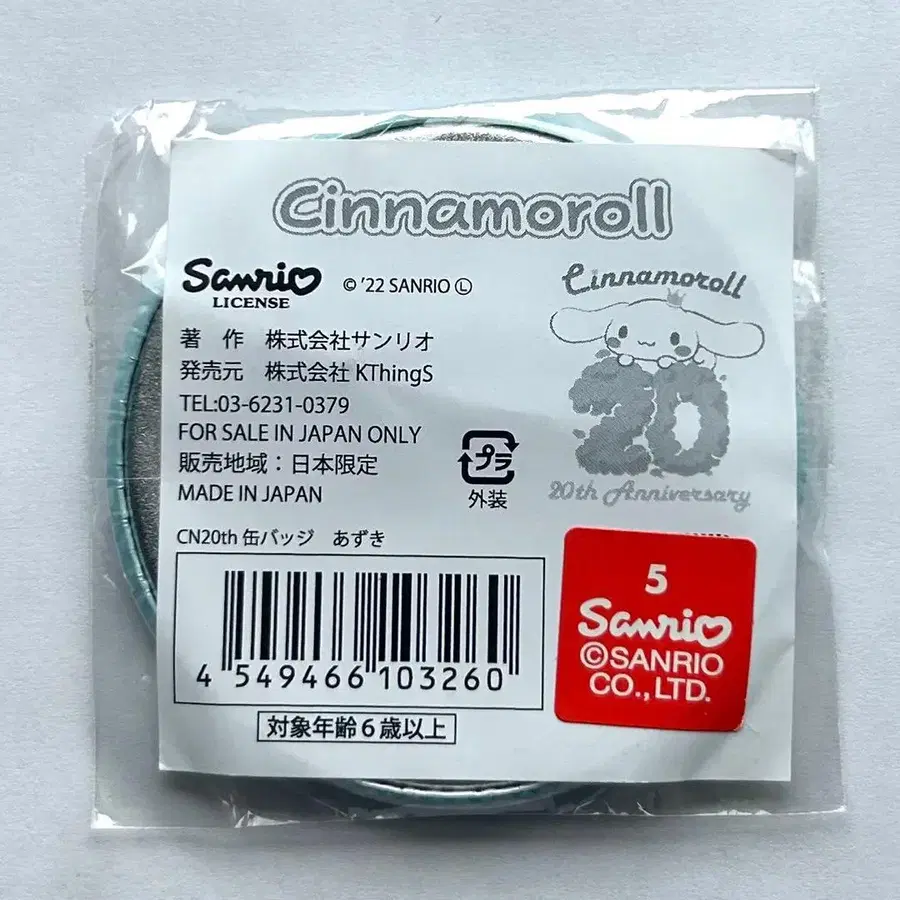 Cinnamoroll
Sanrio
LICENSE
© '22 SANRIO Ⓛ
著 作 株式会社サンリオ
発売元 株式会社 KThingS
TEL:03-6231-0379
FOR SALE IN JAPAN ONLY
販売地域：日本限定
MADE IN JAPAN
プラ
外装
Cinnamoroll
20
20th Anniversary
CN20th 缶バッジ あずき
4 549466 103260
対象年齢６歳以上
5
Sanrio
©SANRIO
CO., LTD.